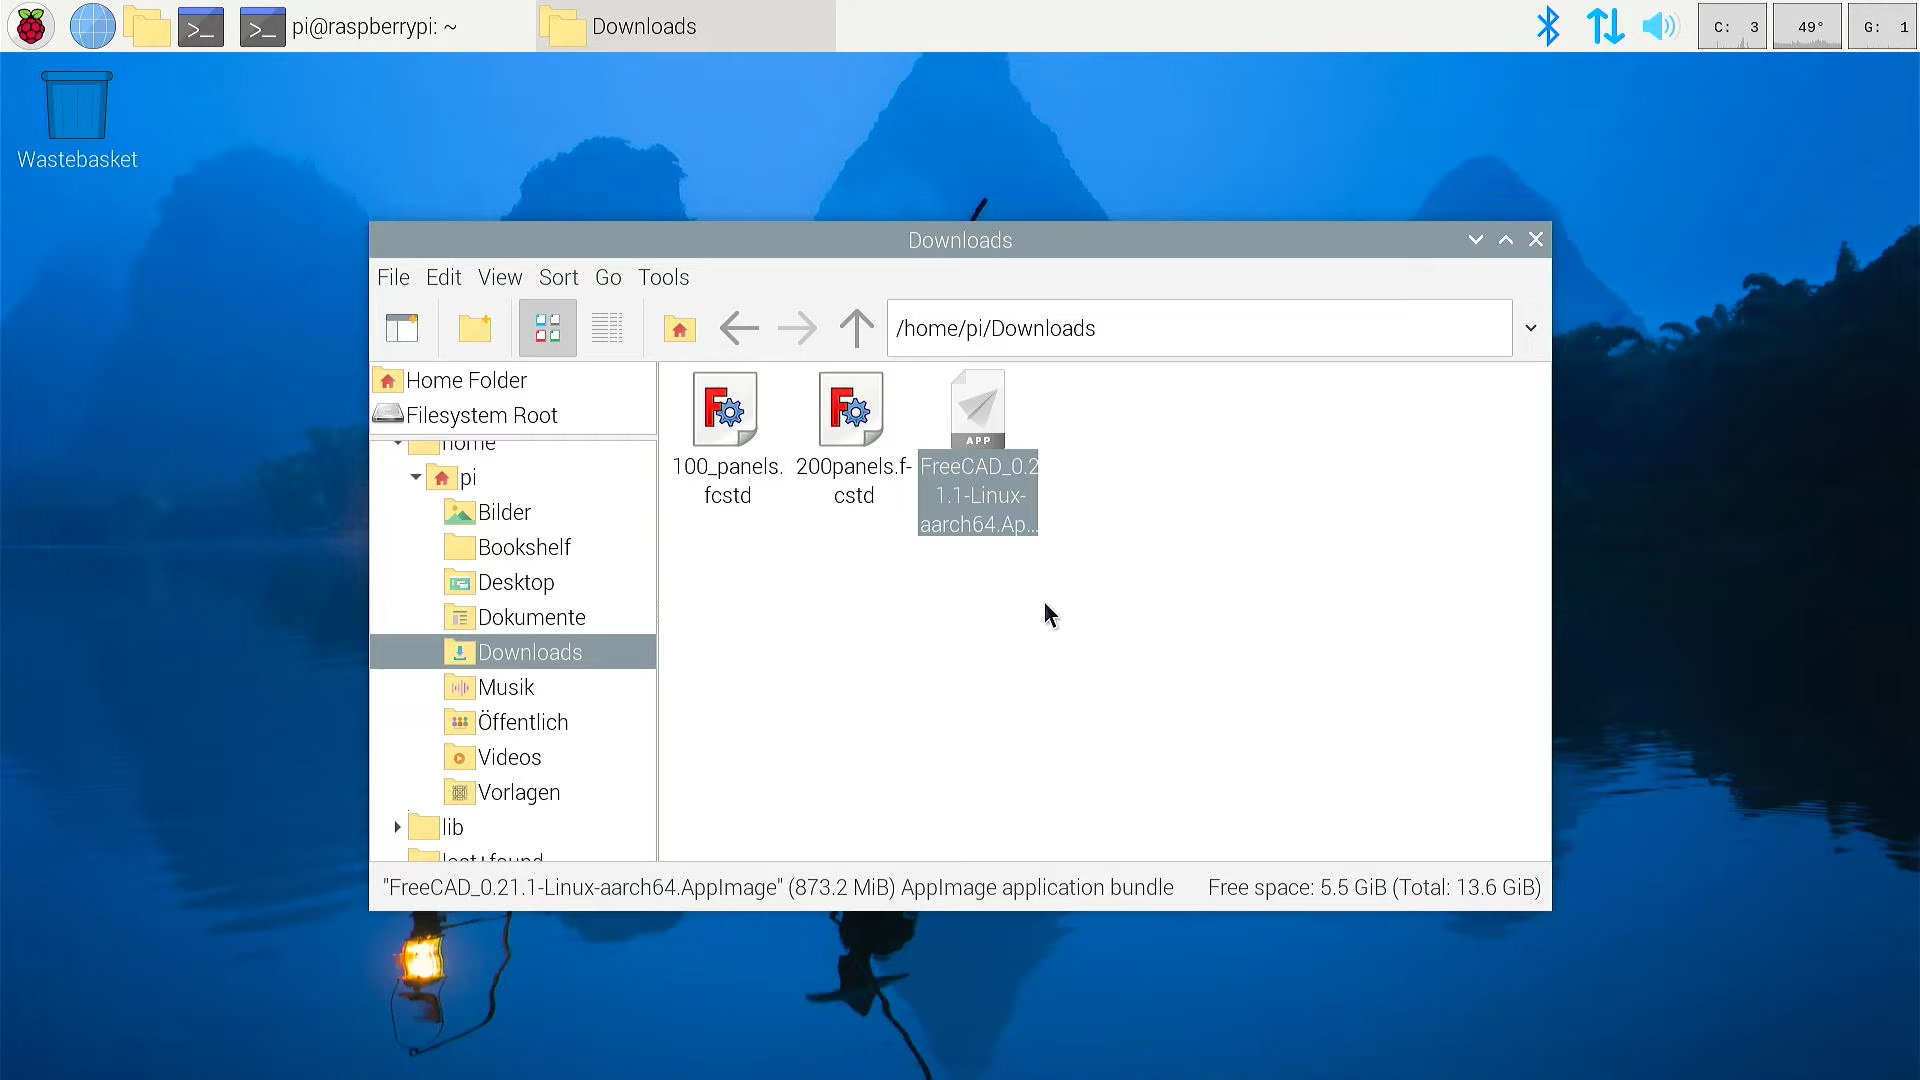 pi@raspberrypi: ~
Downloads
C: 3
49°
G: 1
Wastebasket
Downloads
File Edit View Sort Go Tools
/home/pi/Downloads
Home Folder
Filesystem Root
home
pi
Bilder
Bookshelf
Desktop
Dokumente
Downloads
Musik
Öffentlich
Videos
Vorlagen
lib
lost+found
100_panels.
fcstd
200panels.f-
cstd
APP
FreeCAD_0.2
1.1-Linux-
aarch64.Ap...
"FreeCAD_0.21.1-Linux-aarch64.AppImage" (873.2 MiB) AppImage application bundle
Free space: 5.5 GiB (Total: 13.6 GiB)